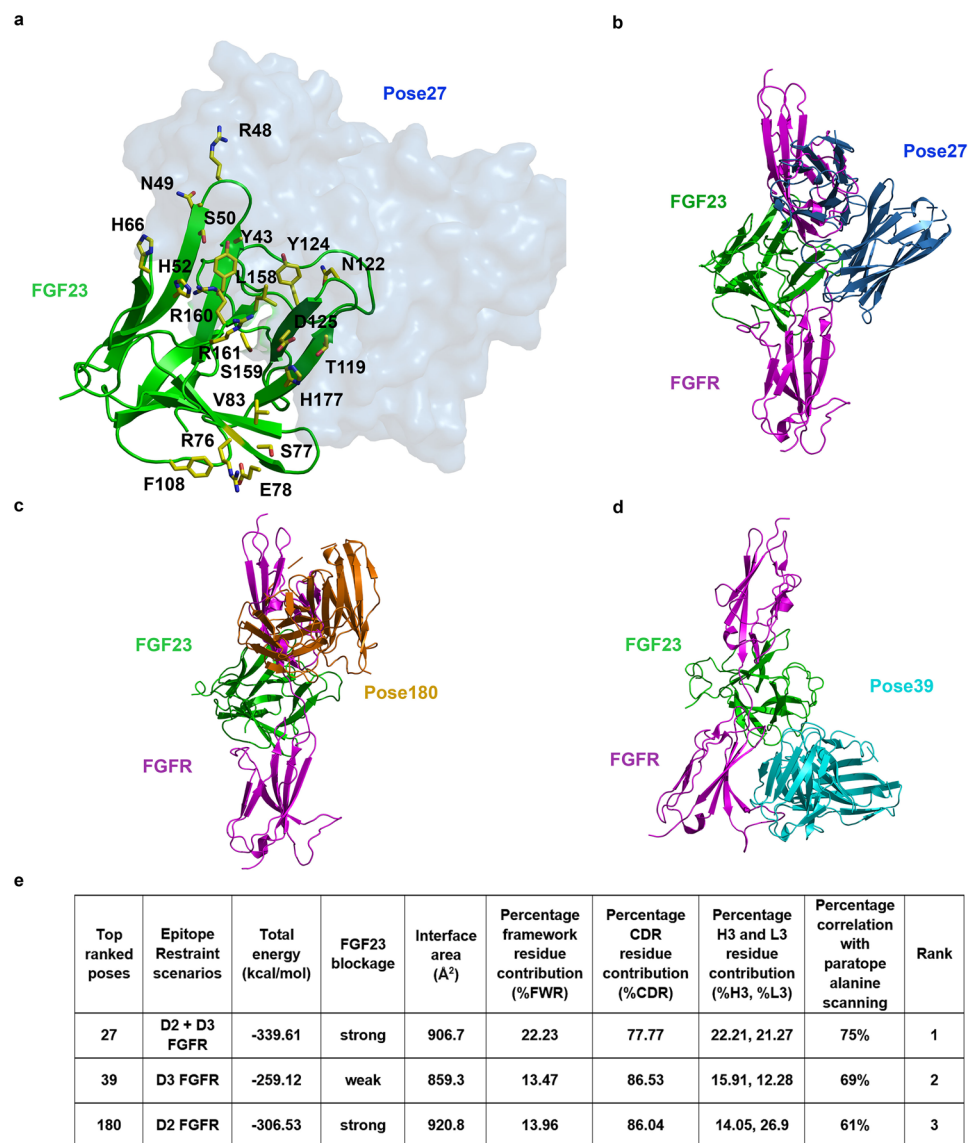 a
Pose27
R48
N49
S50
H66
Y43
Y124
H52
L158
N122
FGF23
R160
D125
R161
S159
T119
V83
H177
R76
S77
F108
E78
b
Pose27
FGF23
FGFR
c
FGF23
Pose180
FGFR
d
FGF23
Pose39
FGFR
e
Top ranked poses | Epitope Restraint scenarios | Total energy (kcal/mol) | FGF23 blockage | Interface area (Å²) | Percentage framework residue contribution (%FWR) | Percentage CDR residue contribution (%CDR) | Percentage H3 and L3 residue contribution (%H3, %L3) | Percentage correlation with paratope alanine scanning | Rank
27 | D2 + D3 FGFR | -339.61 | strong | 906.7 | 22.23 | 77.77 | 22.21, 21.27 | 75% | 1
39 | D3 FGFR | -259.12 | weak | 859.3 | 13.47 | 86.53 | 15.91, 12.28 | 69% | 2
180 | D2 FGFR | -306.53 | strong | 920.8 | 13.96 | 86.04 | 14.05, 26.9 | 61% | 3